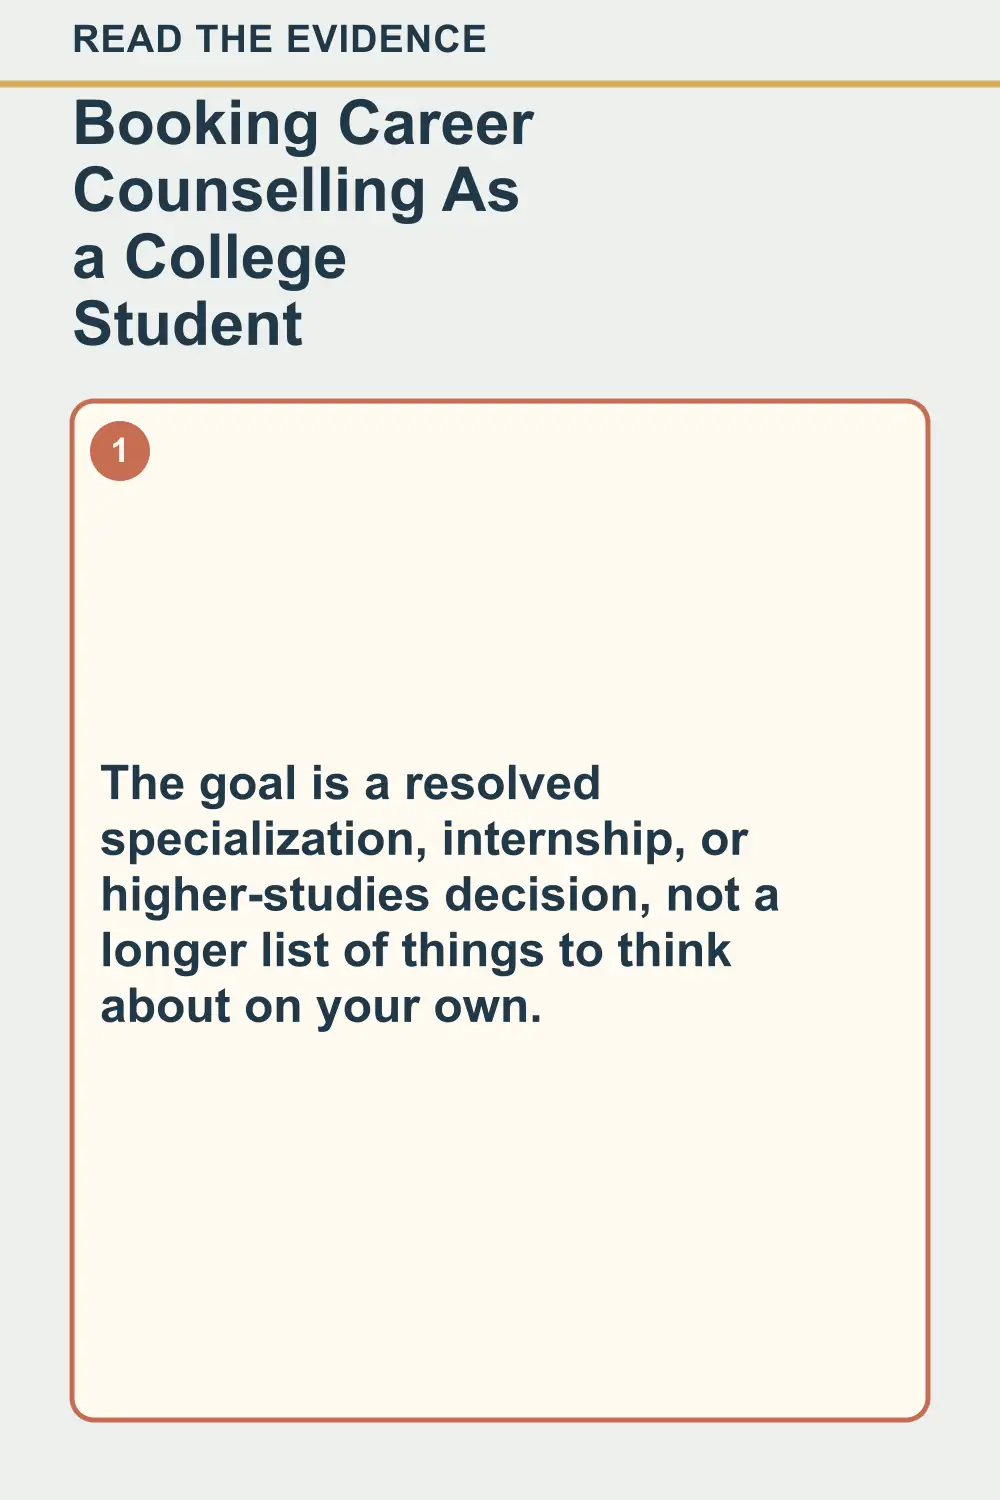 READ THE EVIDENCE
Booking Career
Counselling As
a College
Student
1
The goal is a resolved
specialization, internship, or
higher-studies decision, not a
longer list of things to think
about on your own.